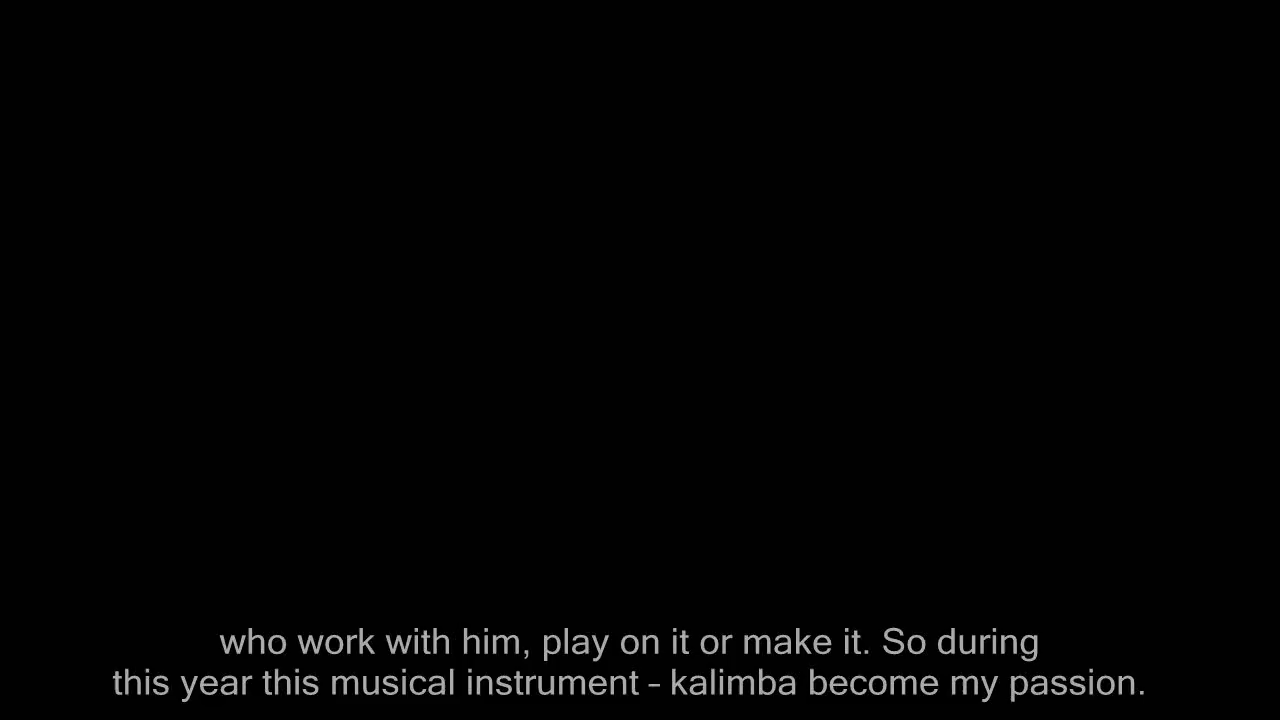 who work with him, play on it or make it. So during
this year this musical instrument – kalimba become my passion.